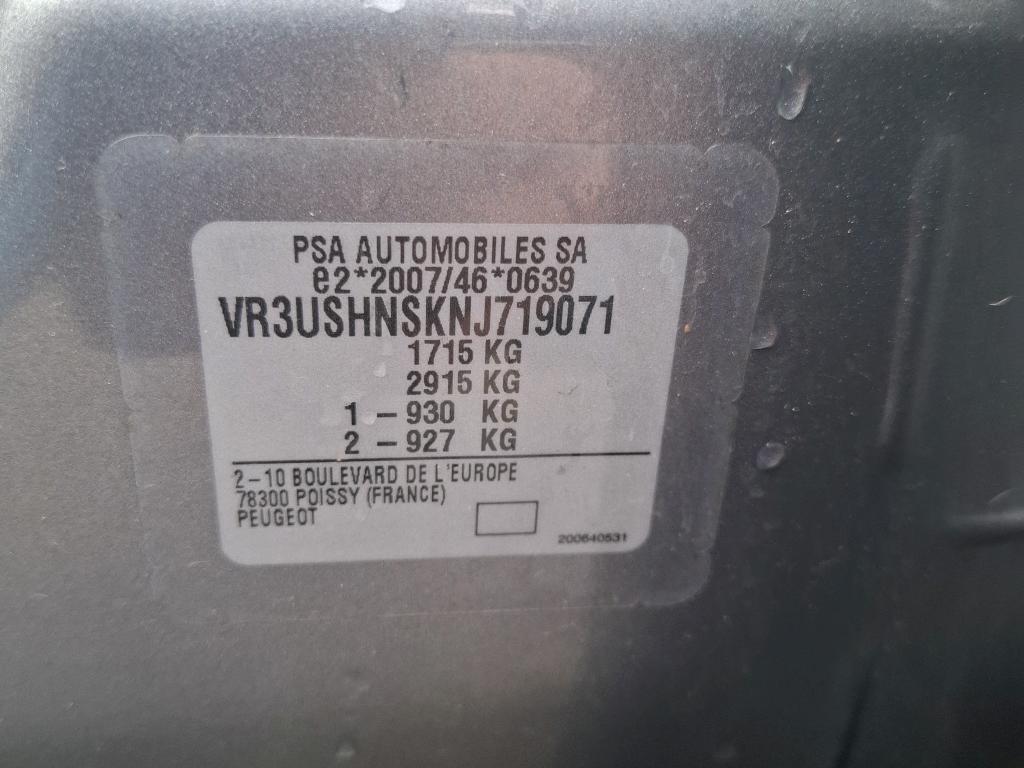 PSA AUTOMOBILES SA
e2*2007/46*0639
VR3USHNSKNJ719071
1715 KG
2915 KG
1 – 930 KG
2 – 927 KG
2–10 BOULEVARD DE L'EUROPE
78300 POISSY (FRANCE)
PEUGEOT
200640531